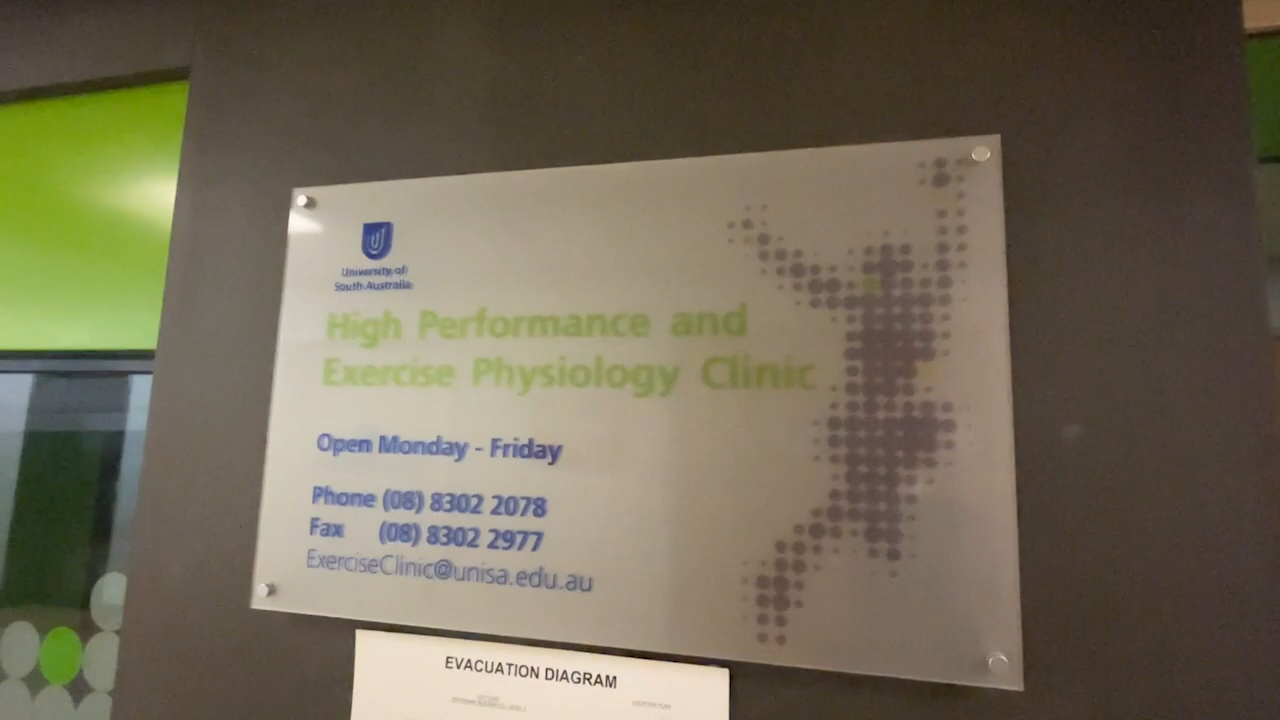 University of
South Australia
High Performance and
Exercise Physiology Clinic
Open Monday - Friday
Phone (08) 8302 2078
Fax (08) 8302 2977
ExerciseClinic@unisa.edu.au
EVACUATION DIAGRAM